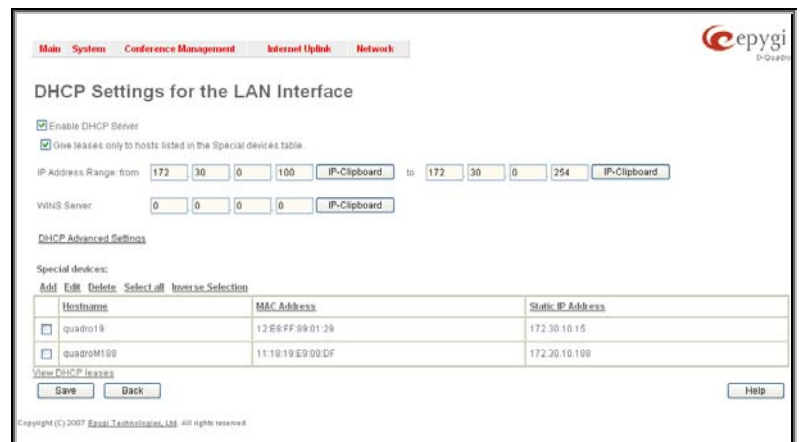 epygi
D-Quadro
Main System Conference Management Internet Uplink Network
DHCP Settings for the LAN Interface
Enable DHCP Server
Give leases only to hosts listed in the Special devices table.
IP Address Range: from 172 . 30 . 0 . 100 IP-Clipboard to 172 . 30 . 0 . 254 IP-Clipboard
WINS Server: 0 . 0 . 0 . 0 IP-Clipboard
DHCP Advanced Settings
Special devices:
Add Edit Delete Select all Inverse Selection
Hostname MAC Address Static IP Address
quadro19 12:E8:FF:89:01:29 172.30.10.15
quadroM188 11:18:19:E9:00:DF 172.30.10.188
View DHCP leases
Save Back Help
Copyright (C) 2007 Epygi Technologies, Ltd. All rights reserved.